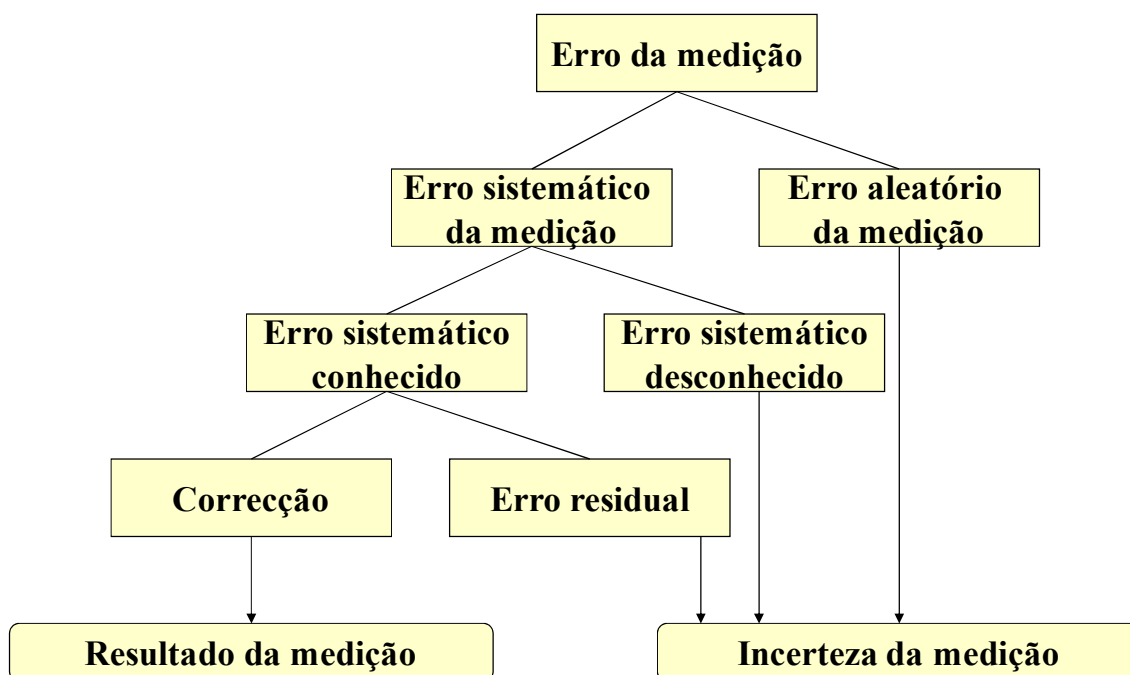 Erro da medição
Erro sistemático
da medição
Erro aleatório
da medição
Erro sistemático
conhecido
Erro sistemático
desconhecido
Correcção
Erro residual
Resultado da medição
Incerteza da medição